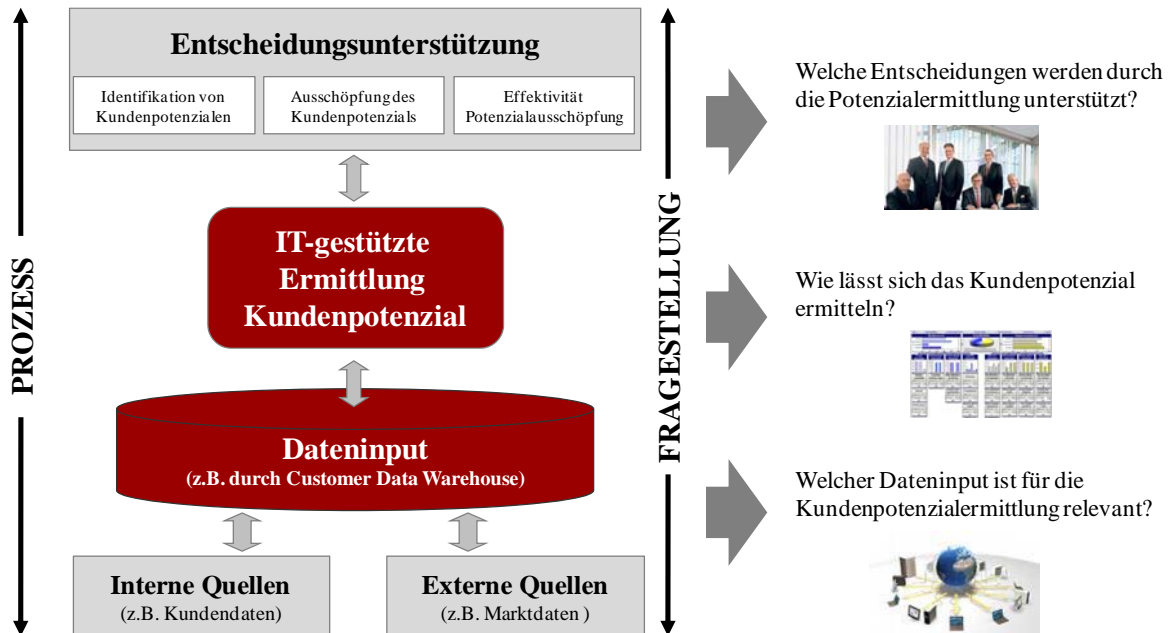 PROZESS
Entscheidungsunterstützung
Identifikation von
Kundenpotenzialen
Ausschöpfung des
Kundenpotenzials
Effektivität
Potenzialausschöpfung
IT-gestützte
Ermittlung
Kundenpotenzial
Dateninput
(z.B. durch Customer Data Warehouse)
Interne Quellen
(z.B. Kundendaten)
Externe Quellen
(z.B. Marktdaten )
FRAGESTELLUNG
Welche Entscheidungen werden durch
die Potenzialermittlung unterstützt?
Wie lässt sich das Kundenpotenzial
ermitteln?
Welcher Dateninput ist für die
Kundenpotenzialermittlung relevant?